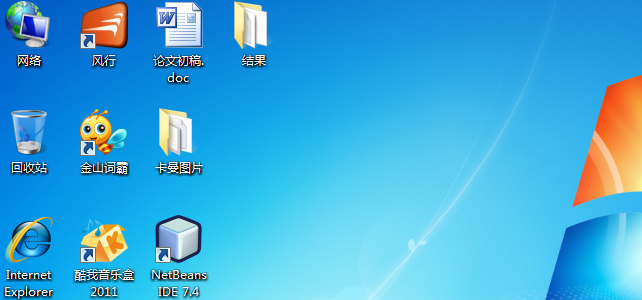 网络
风行
论文初稿.
doc
结果
回收站
金山词霸
卡曼图片
Internet
Explorer
酷我音乐盒
2011
NetBeans
IDE 7.4